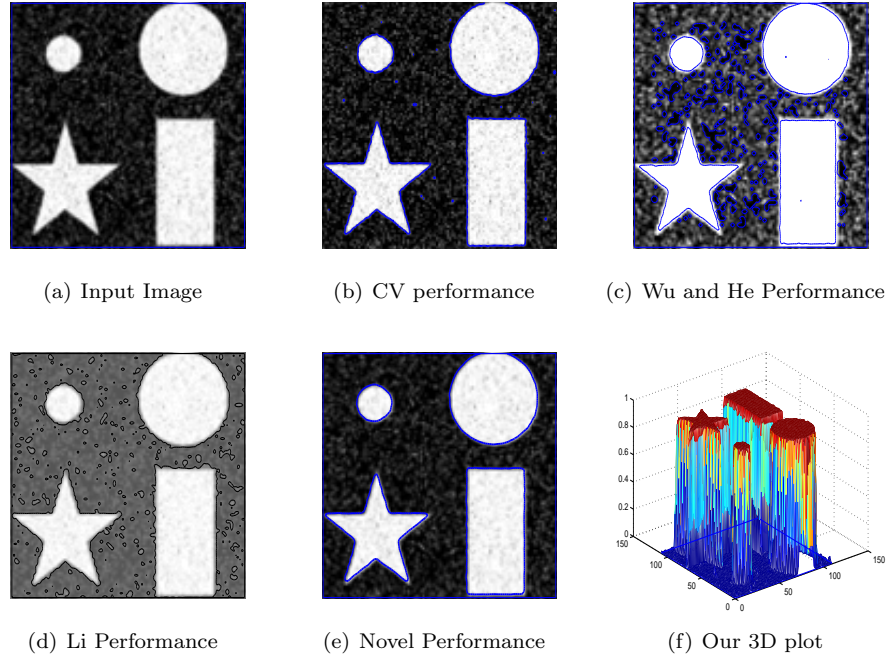 (a) Input Image
(b) CV performance
(c) Wu and He Performance
1
0.8
0.6
0.4
0.2
0
150
100
50
0
0
50
100
150
(d) Li Performance
(e) Novel Performance
(f) Our 3D plot